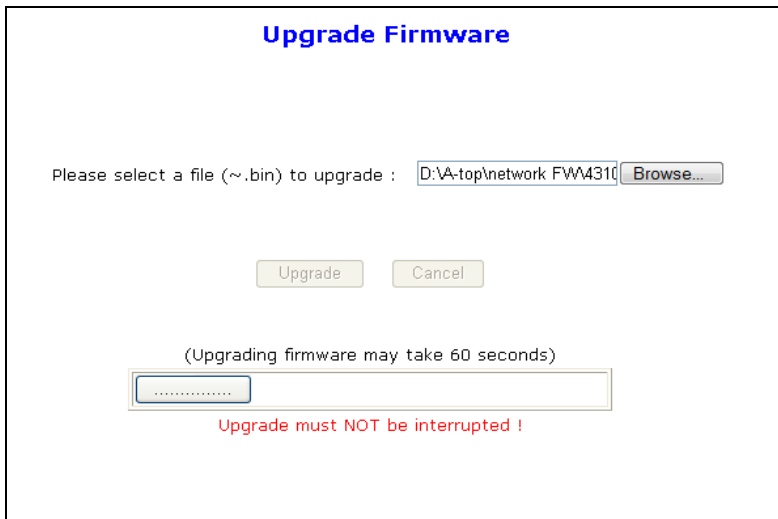 Upgrade Firmware
Please select a file (~.bin) to upgrade : D:\A-top\network FW\4310 Browse...
Upgrade Cancel
(Upgrading firmware may take 60 seconds)
...............
Upgrade must NOT be interrupted !